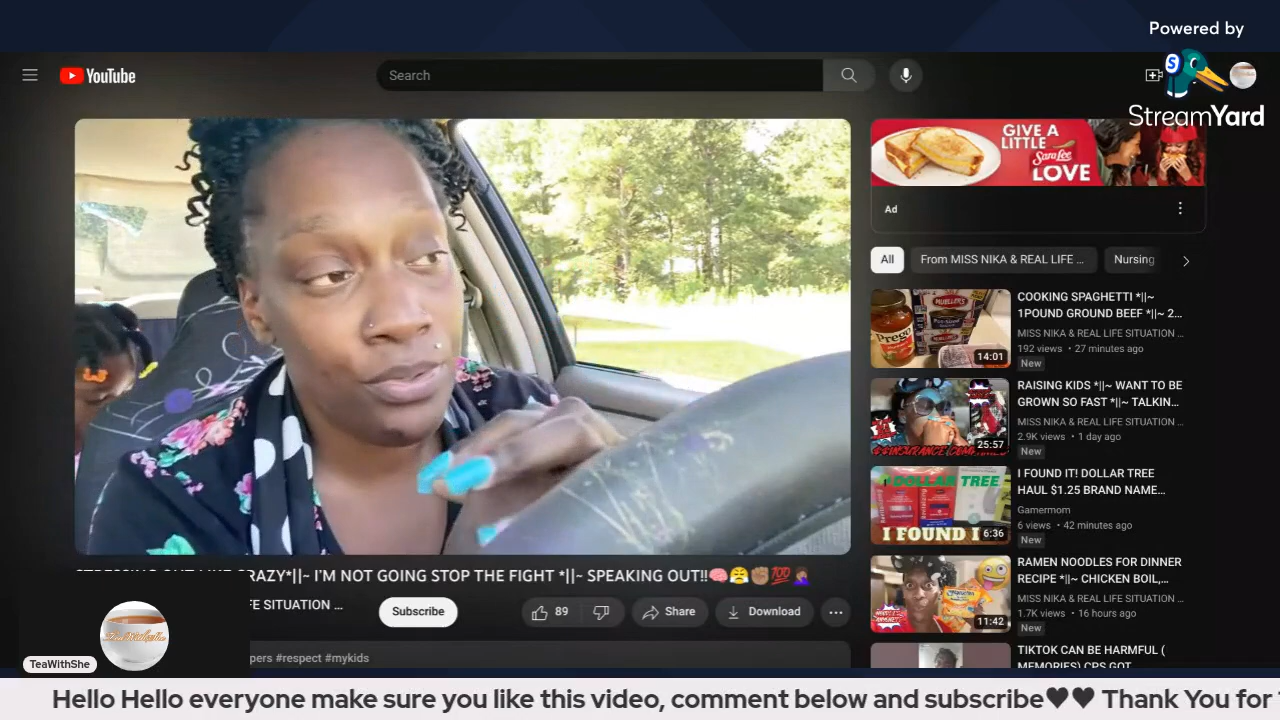 Powered by
StreamYard
YouTube
Search
GIVE A
LITTLE
Sara Lee
LOVE
Ad
All
From MISS NIKA & REAL LIFE ...
Nursing
COOKING SPAGHETTI *||~
1POUND GROUND BEEF *||~ 2...
MISS NIKA & REAL LIFE SITUATION ...
192 views • 27 minutes ago
New
MUELLER'S
Prego
14:01
RAISING KIDS *||~ WANT TO BE
GROWN SO FAST *||~ TALKIN...
MISS NIKA & REAL LIFE SITUATION ...
2.9K views • 1 day ago
New
25:57
I FOUND IT! DOLLAR TREE
HAUL $1.25 BRAND NAME...
Gamermom
6 views • 42 minutes ago
New
DOLLAR TREE
I FOUND I
6:36
RAMEN NOODLES FOR DINNER
RECIPE *||~ CHICKEN BOIL,...
MISS NIKA & REAL LIFE SITUATION ...
1.7K views • 16 hours ago
New
11:42
TIKTOK CAN BE HARMFUL (
MEMORIES) CPS GOT
CRAZY*||~ I'M NOT GOING STOP THE FIGHT *||~ SPEAKING OUT!!🧠😤✊🏽💯🤦🏾‍♀️
FE SITUATION ...
Subscribe
89
Share
Download
pers #respect #mykids
TeaWithShe
Hello Hello everyone make sure you like this video, comment below and subscribe♥♥ Thank You for